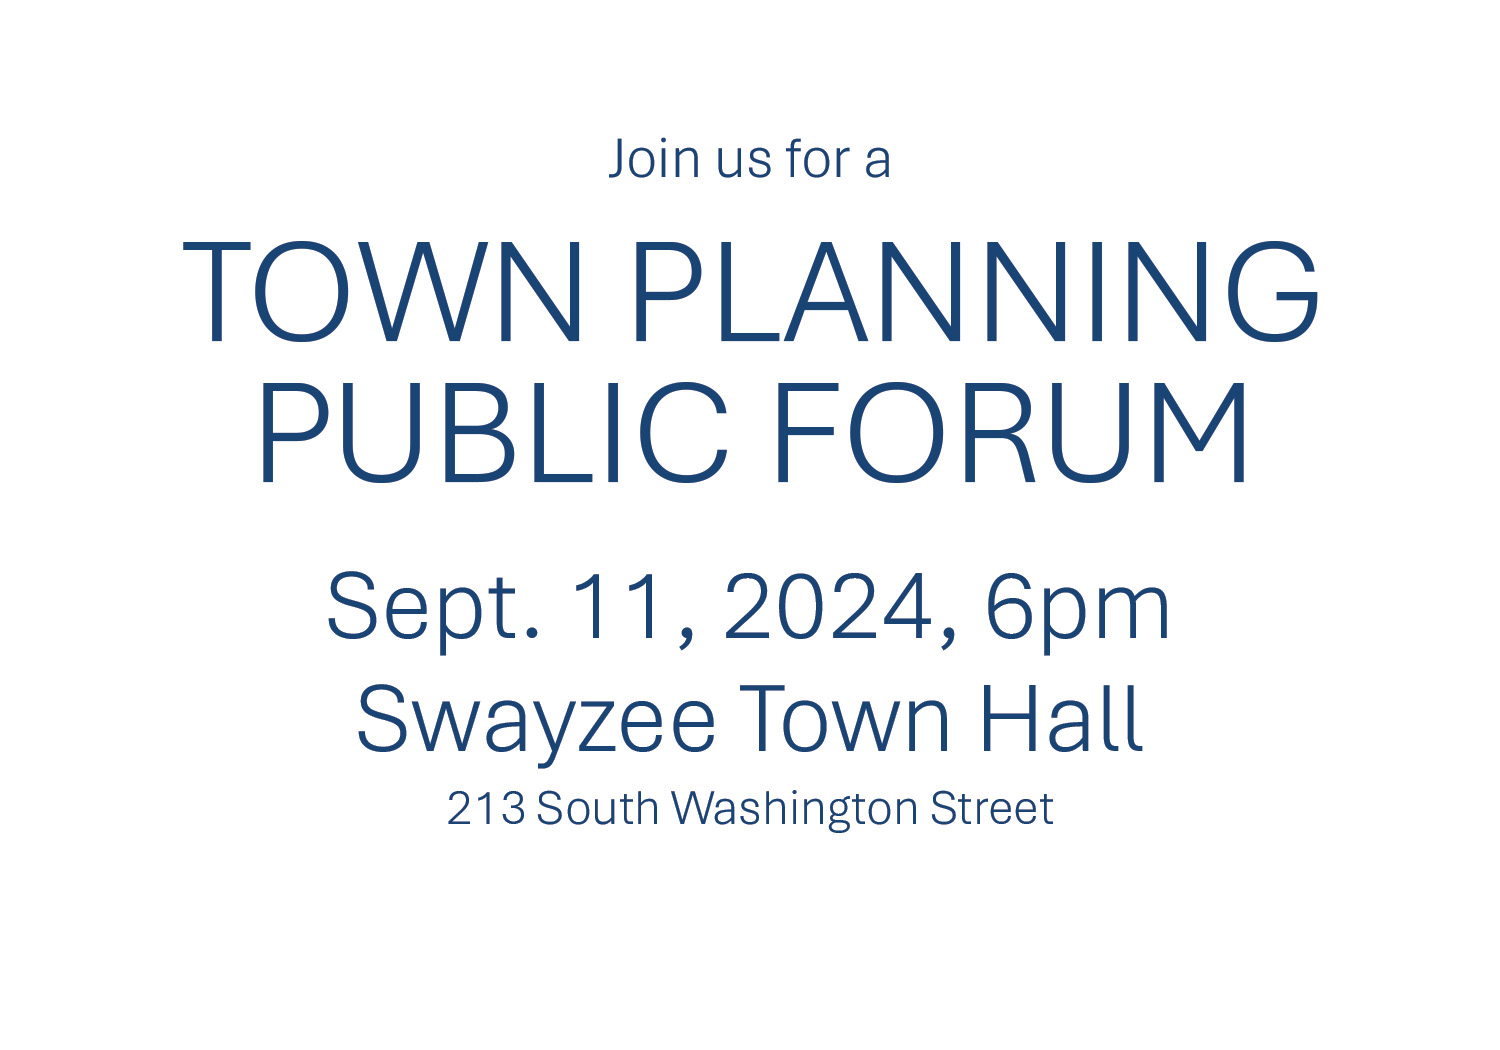 Join us for a
TOWN PLANNING
PUBLIC FORUM
Sept. 11, 2024, 6pm
Swayzee Town Hall
213 South Washington Street